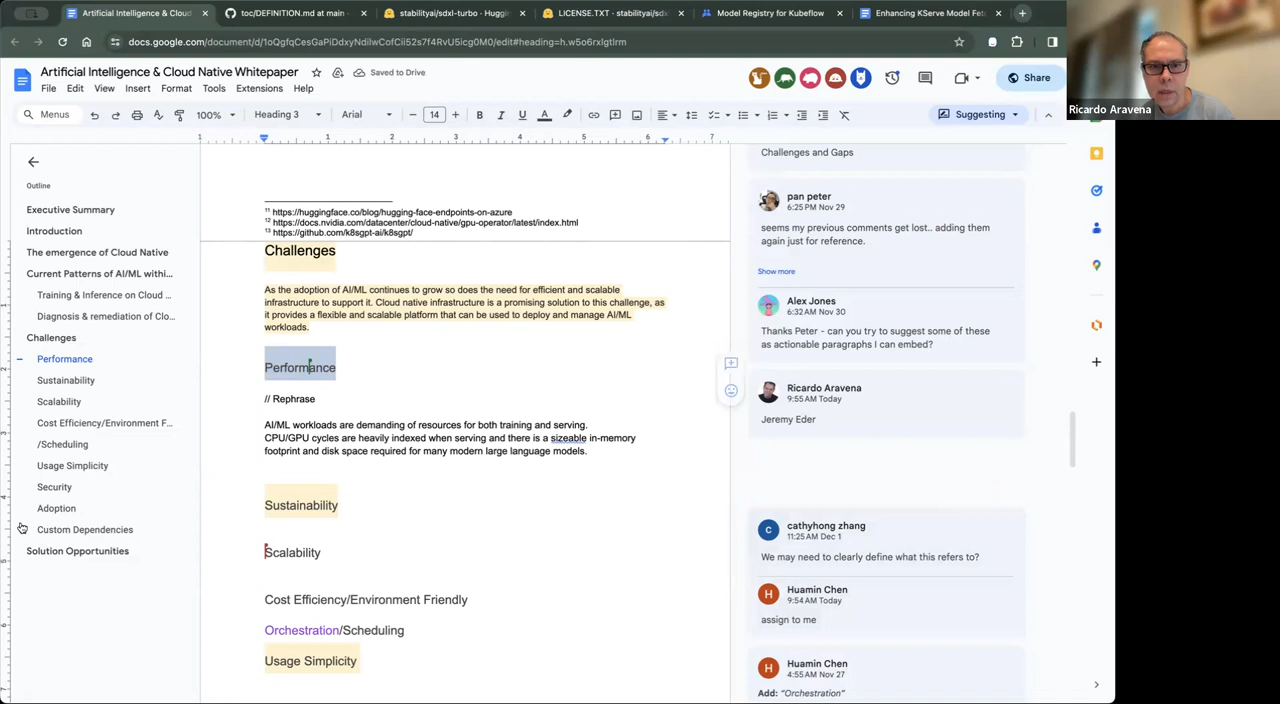 Artificial Intelligence & Cloud
toc/DEFINITION.md at main ·
stabilityai/sdxl-turbo · Huggi
LICENSE.TXT · stabilityai/sdx
Model Registry for Kubeflow
Enhancing KServe Model Fet
docs.google.com/document/d/1oQgfqCesGaPiDdxyNdilwCofCii52s7f4RvU5icg0M0/edit#heading=h.w5o6rxlgtlrm
Artificial Intelligence & Cloud Native Whitepaper
Saved to Drive
File Edit View Insert Format Tools Extensions Help
Share
Ricardo Aravena
Menus
100%
Heading 3
Arial
14
B I U A
Suggesting
1 1 2 3 4 5 6 7
Outline
Executive Summary
Introduction
The emergence of Cloud Native
Current Patterns of AI/ML withi...
Training & Inference on Cloud ...
Diagnosis & remediation of Clo...
Challenges
Performance
Sustainability
Scalability
Cost Efficiency/Environment F...
/Scheduling
Usage Simplicity
Security
Adoption
Custom Dependencies
Solution Opportunities
11 https://huggingface.co/blog/hugging-face-endpoints-on-azure
12 https://docs.nvidia.com/datacenter/cloud-native/gpu-operator/latest/index.html
13 https://github.com/k8sgpt-ai/k8sgpt/
Challenges
As the adoption of AI/ML continues to grow so does the need for efficient and scalable
infrastructure to support it. Cloud native infrastructure is a promising solution to this challenge, as
it provides a flexible and scalable platform that can be used to deploy and manage AI/ML
workloads.
Performance
// Rephrase
AI/ML workloads are demanding of resources for both training and serving.
CPU/GPU cycles are heavily indexed when serving and there is a sizeable in-memory
footprint and disk space required for many modern large language models.
Sustainability
Scalability
Cost Efficiency/Environment Friendly
Orchestration/Scheduling
Usage Simplicity
Challenges and Gaps
pan peter
6:25 PM Nov 29
seems my previous comments get lost.. adding them
again just for reference.
Show more
Alex Jones
6:32 AM Nov 30
Thanks Peter - can you try to suggest some of these
as actionable paragraphs I can embed?
Ricardo Aravena
9:55 AM Today
Jeremy Eder
C
cathyhong zhang
11:25 AM Dec 1
We may need to clearly define what this refers to?
H
Huamin Chen
9:54 AM Today
assign to me
H
Huamin Chen
4:55 AM Nov 27
Add: “Orchestration”